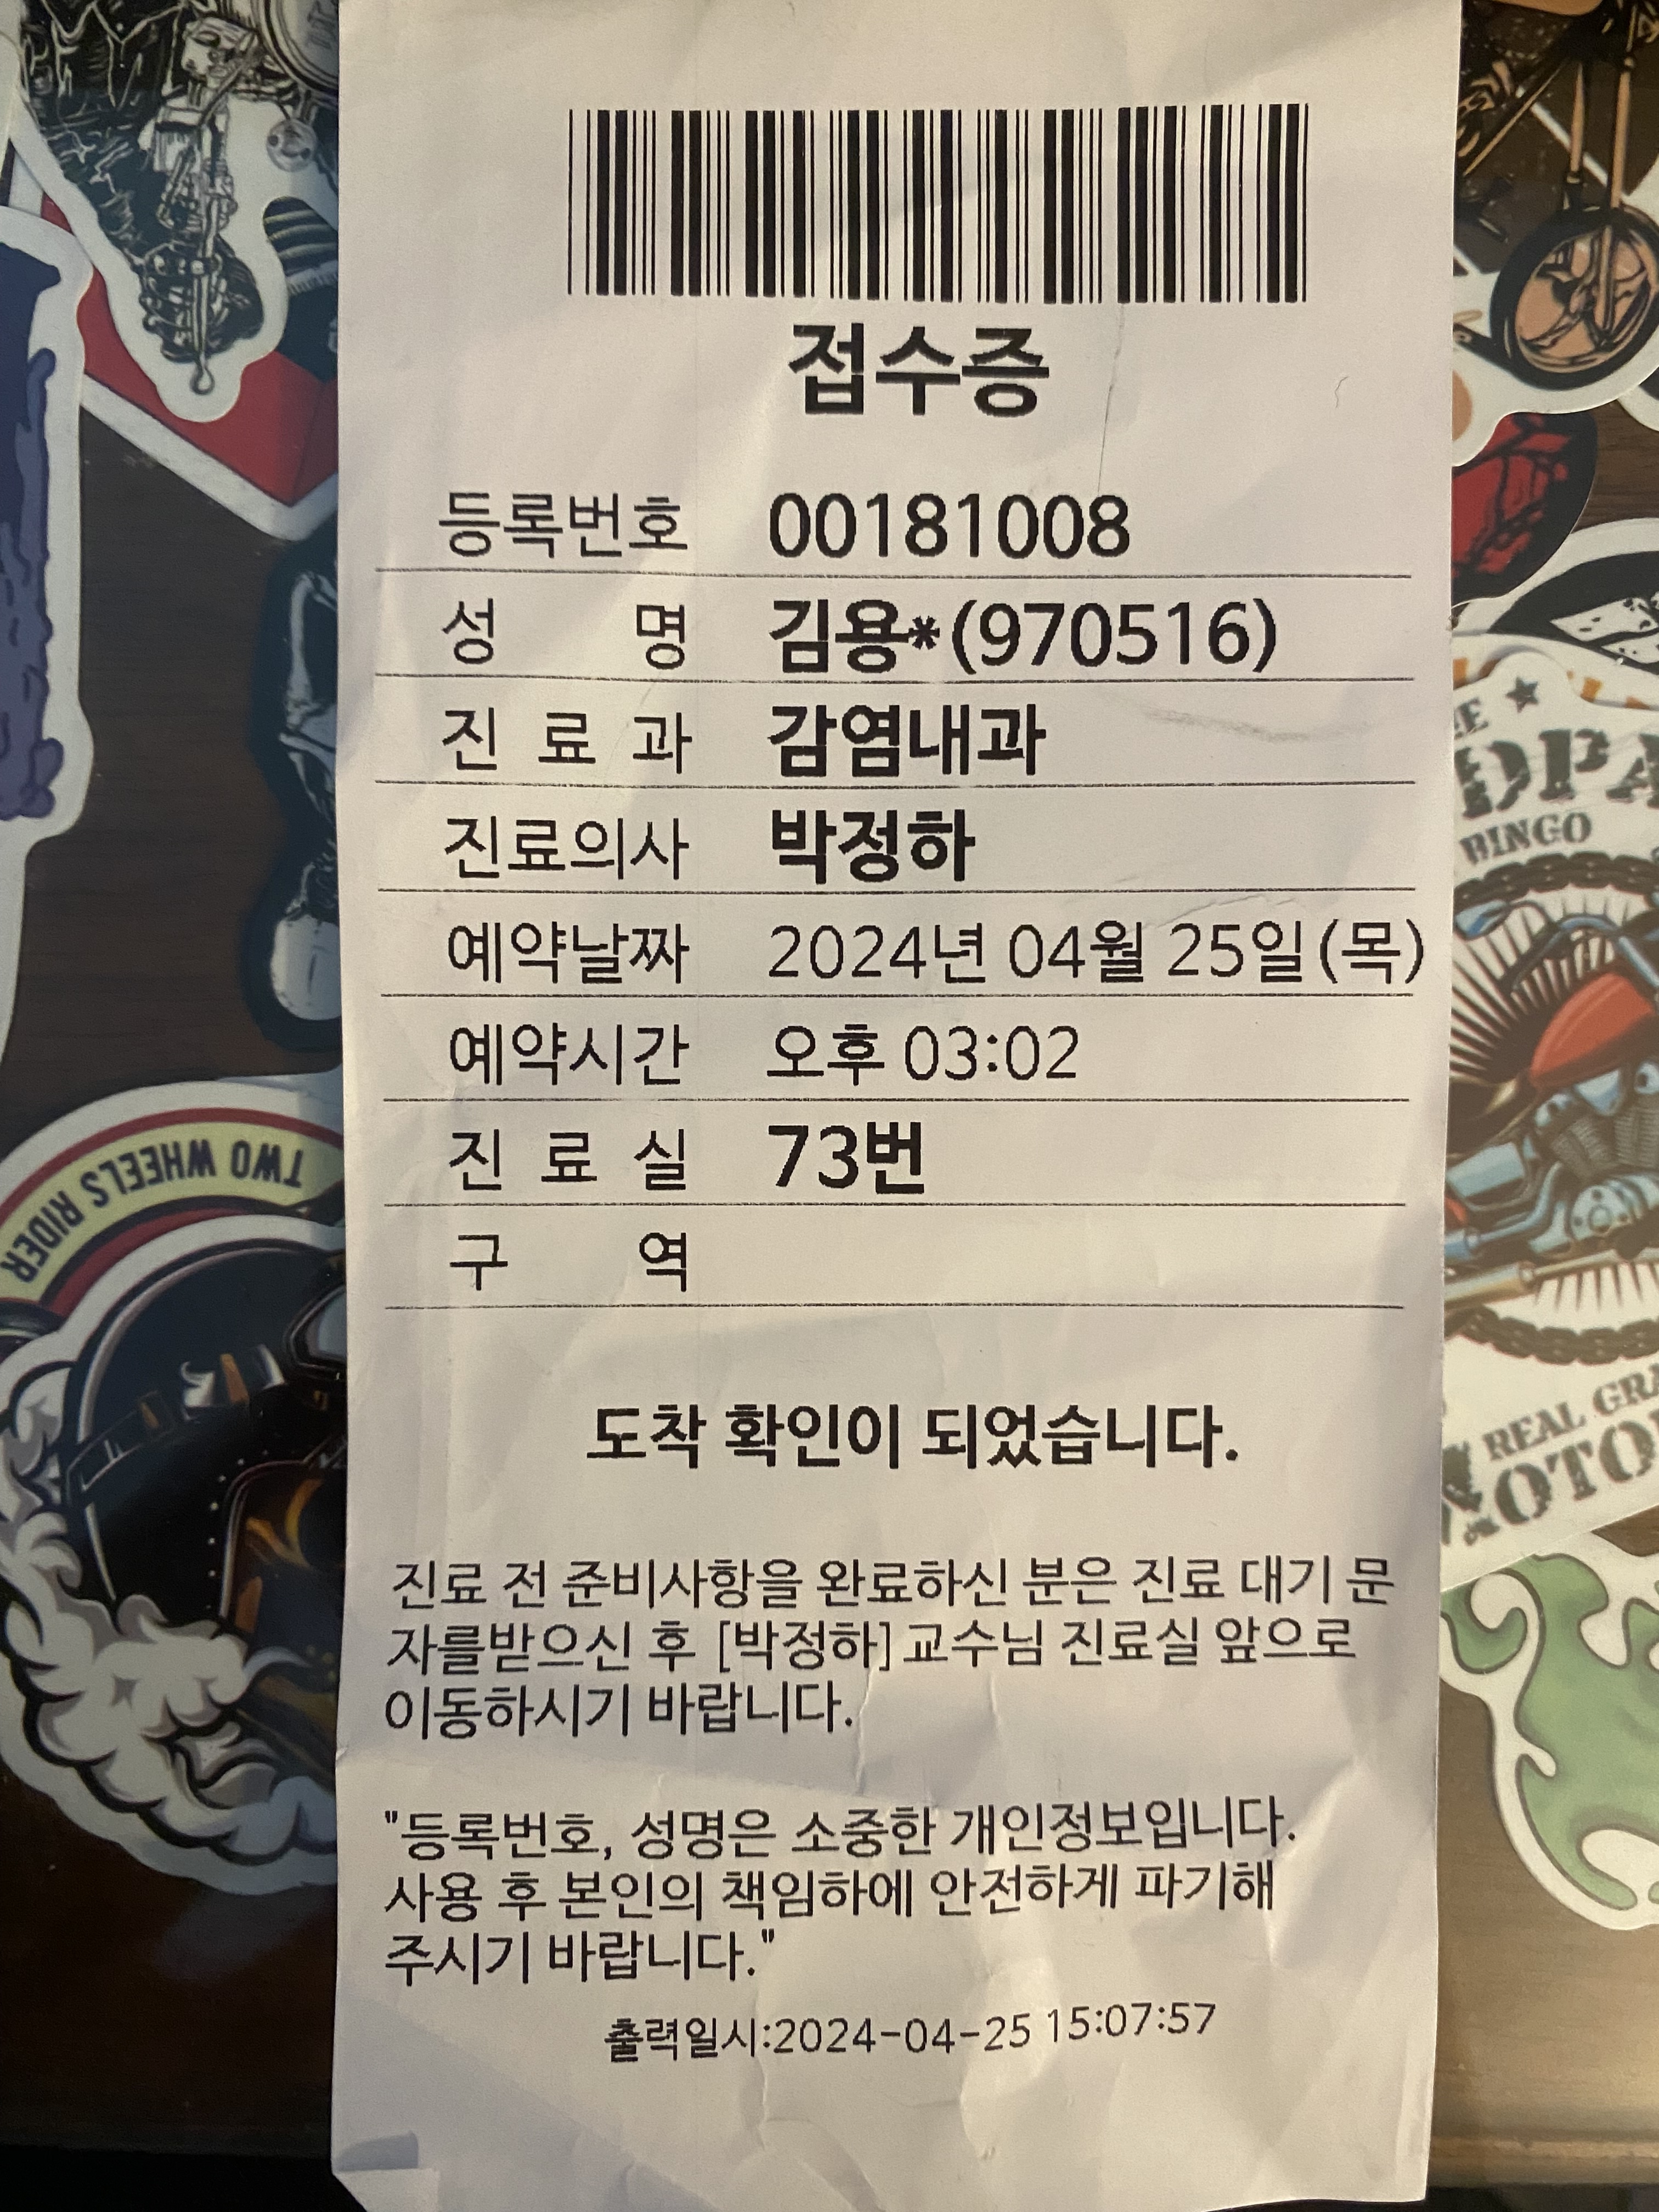 접수증
등록번호 00181008
성 명 김용*(970516)
진 료 과 감염내과
진료의사 박정하
예약날짜 2024년 04월 25일(목)
예약시간 오후 03:02
진 료 실 73번
구 역
도착 확인이 되었습니다.
진료 전 준비사항을 완료하신 분은 진료 대기 문
자를받으신 후 [박정하]교수님 진료실 앞으로
이동하시기 바랍니다.
"등록번호, 성명은 소중한 개인정보입니다.
사용 후 본인의 책임하에 안전하게 파기해
주시기 바랍니다."
출력일시:2024-04-25 15:07:57
TWO WHEELS RIDER
BINGO
REAL